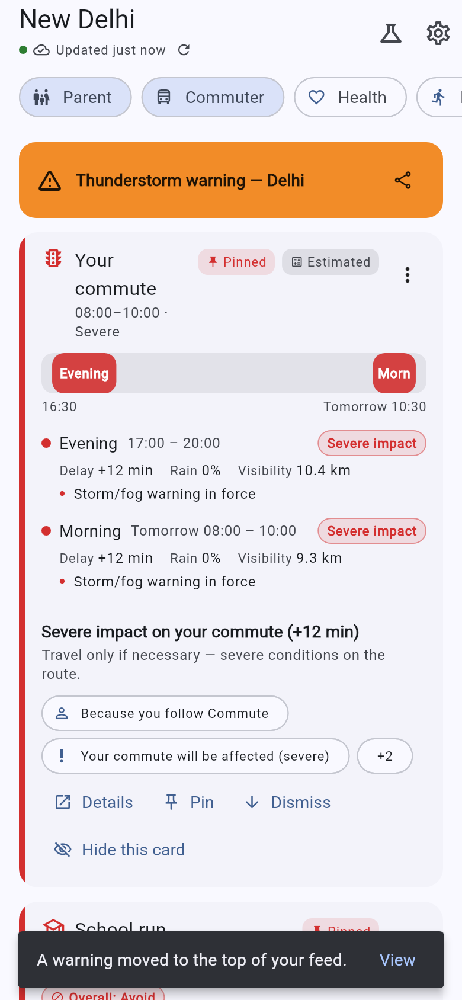 New Delhi
Updated just now
Parent
Commuter
Health
Thunderstorm warning — Delhi
Your
commute
Pinned
Estimated
08:00–10:00 ·
Severe
Evening
Morn
16:30
Tomorrow 10:30
Evening 17:00 – 20:00
Severe impact
Delay +12 min Rain 0% Visibility 10.4 km
Storm/fog warning in force
Morning Tomorrow 08:00 – 10:00
Severe impact
Delay +12 min Rain 0% Visibility 9.3 km
Storm/fog warning in force
Severe impact on your commute (+12 min)
Travel only if necessary — severe conditions on the
route.
Because you follow Commute
Your commute will be affected (severe)
+2
Details
Pin
Dismiss
Hide this card
School run
Pinned
A warning moved to the top of your feed.
View
Overall: Avoid